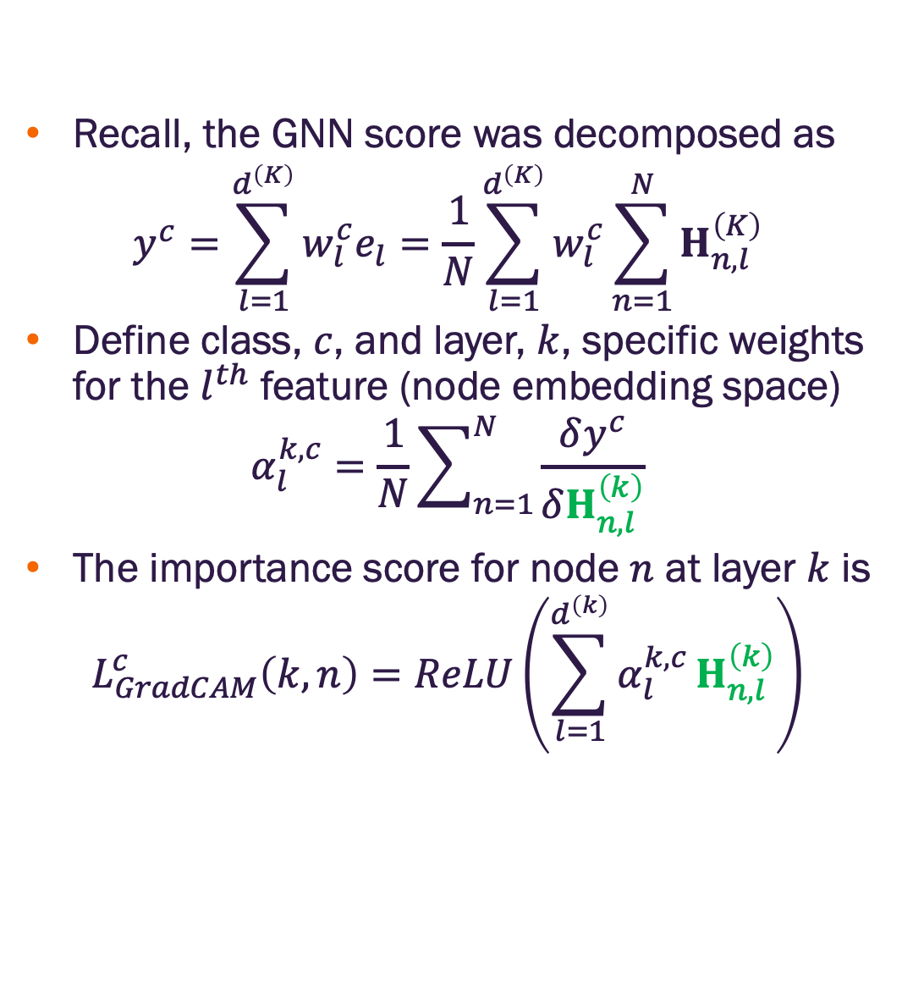 • Recall, the GNN score was decomposed as
$y^c = \sum_{l=1}^{d^{(K)}} w_l^c e_l = \frac{1}{N} \sum_{l=1}^{d^{(K)}} w_l^c \sum_{n=1}^{N} \mathbf{H}_{n,l}^{(K)}$
• Define class, $c$, and layer, $k$, specific weights
for the $l^{th}$ feature (node embedding space)
$\alpha_l^{k,c} = \frac{1}{N} \sum_{n=1}^{N} \frac{\delta y^c}{\delta \mathbf{H}_{n,l}^{(k)}}$
• The importance score for node $n$ at layer $k$ is
$L_{GradCAM}^c(k,n) = ReLU\left(\sum_{l=1}^{d^{(k)}} \alpha_l^{k,c} \mathbf{H}_{n,l}^{(k)}\right)$